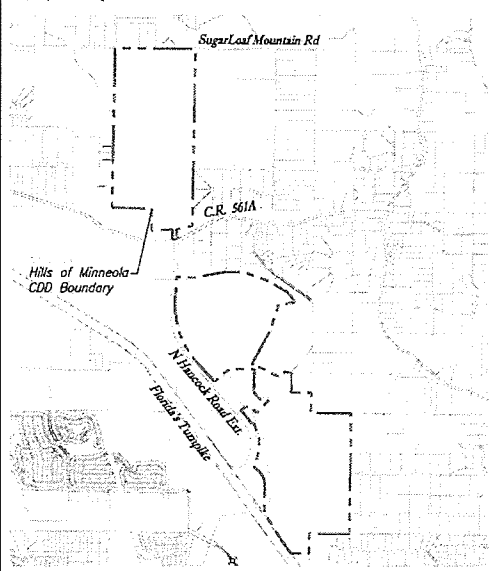 SugarLoaf Mountain Rd
C.R. 561A
Hills of Minneola
CDD Boundary
N Hancock Road Ext.
Florida's Turnpike